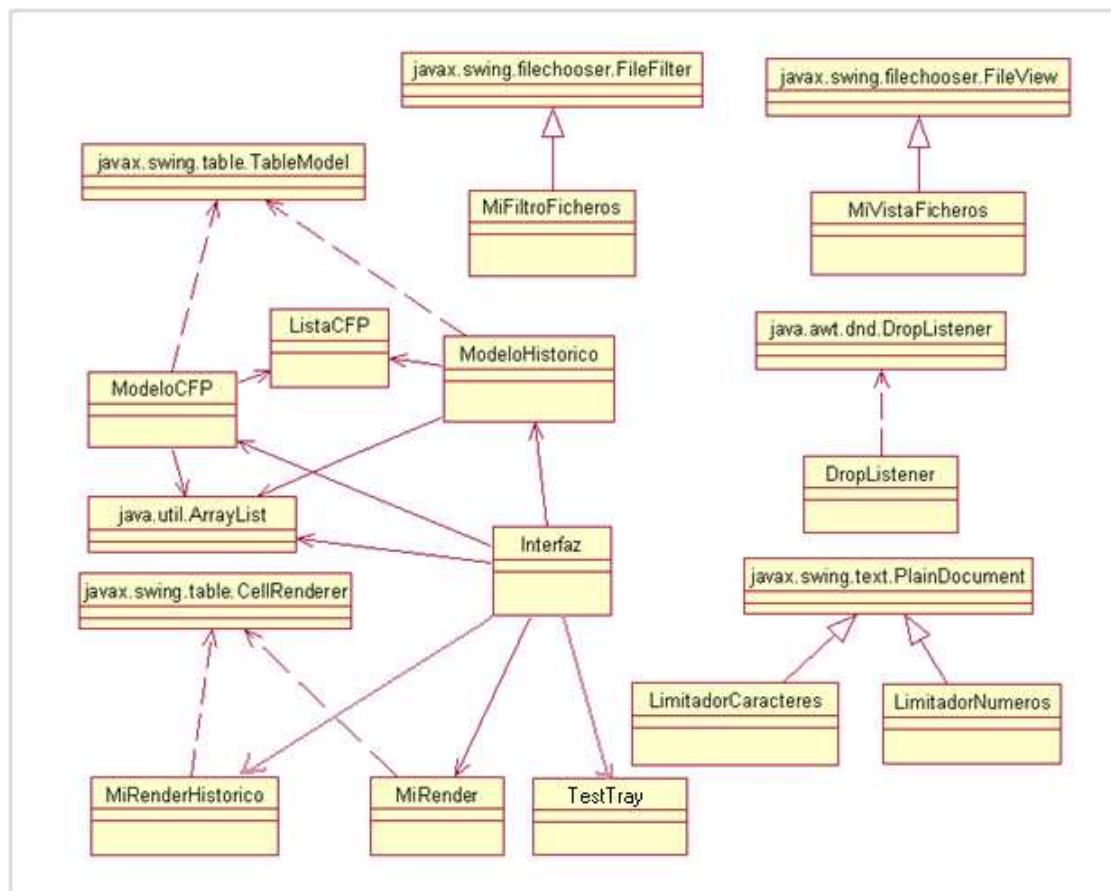 javax.swing.filechooser.FileFilter
javax.swing.filechooser.FileView
javax.swing.table.TableModel
MiFiltroFicheros
MiVistaFicheros
ListaCFP
java.awt.dnd.DropListener
ModeloHistorico
ModeloCFP
DropListener
java.util.ArrayList
Interfaz
javax.swing.text.PlainDocument
javax.swing.table.CellRenderer
LimitadorCaracteres
LimitadorNumeros
MiRenderHistorico
MiRender
TestTray